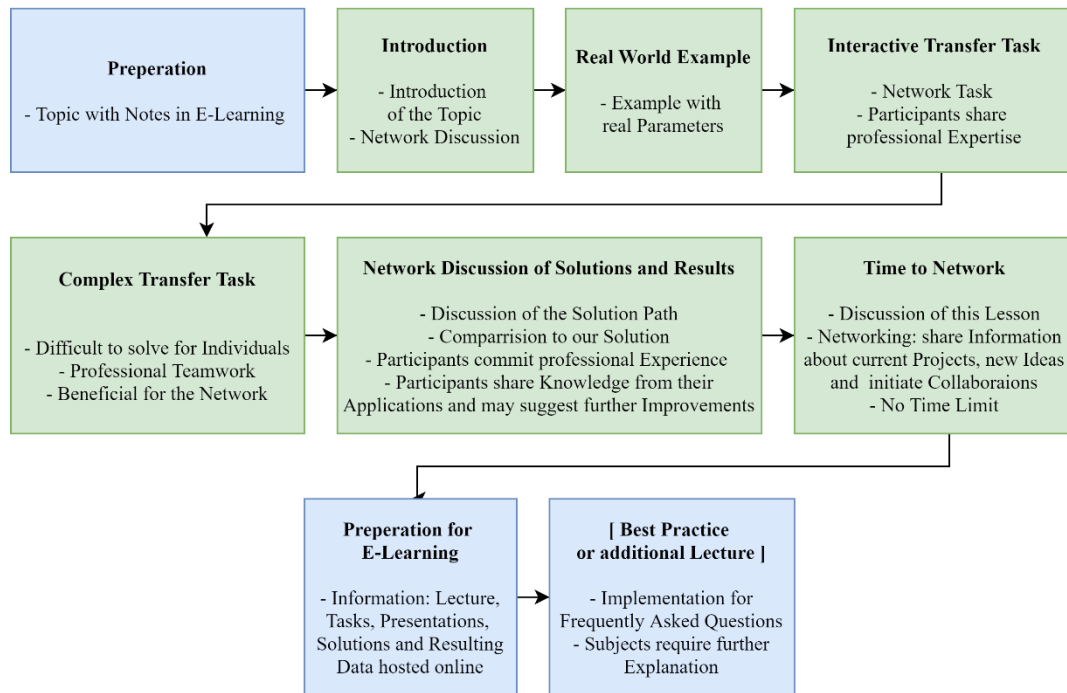 Preperation
- Topic with Notes in E-Learning
Introduction
- Introduction
of the Topic
- Network Discussion
Real World Example
- Example with
real Parameters
Interactive Transfer Task
- Network Task
- Participants share
professional Expertise
Complex Transfer Task
- Difficult to solve for Individuals
- Professional Teamwork
- Beneficial for the Network
Network Discussion of Solutions and Results
- Discussion of the Solution Path
- Comparrision to our Solution
- Participants commit professional Experience
- Participants share Knowledge from their
Applications and may suggest further Improvements
Time to Network
- Discussion of this Lesson
- Networking: share Information
about current Projects, new Ideas
and initiate Collaboraions
- No Time Limit
Preperation for
E-Learning
- Information: Lecture,
Tasks, Presentations,
Solutions and Resulting
Data hosted online
[ Best Practice
or additional Lecture ]
- Implementation for
Frequently Asked Questions
- Subjects require further
Explanation